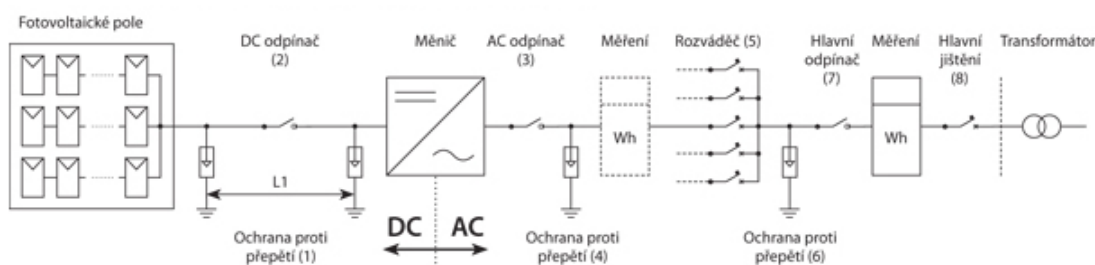 Fotovoltaické pole
DC odpínač
(2)
Měnič
AC odpínač
(3)
Měření
Rozváděč (5)
Hlavní
odpínač
(7)
Měření
Hlavní
jištění
(8)
Transformátor
Wh
Wh
L1
DC AC
Ochrana proti
přepětí (1)
Ochrana proti
přepětí (4)
Ochrana proti
přepětí (6)